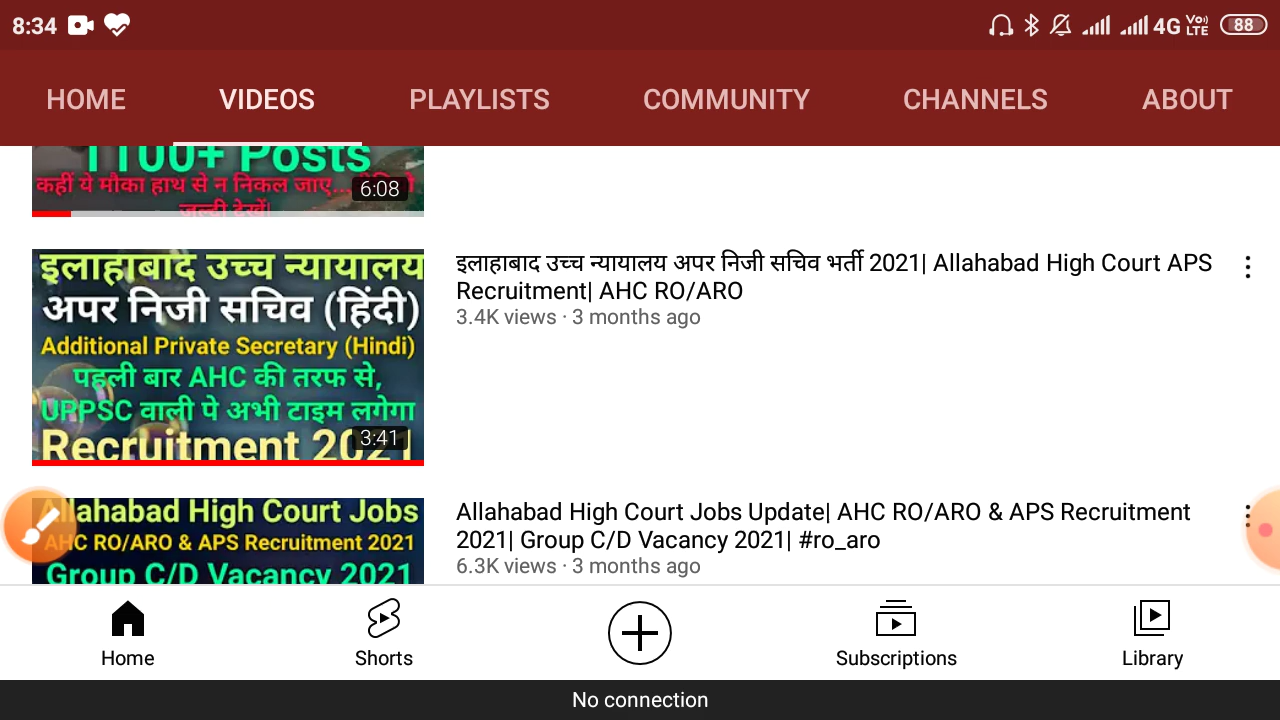 8:34 4G Vo)) LTE 88
HOME VIDEOS PLAYLISTS COMMUNITY CHANNELS ABOUT
1100+ Posts
कहीं ये मौका हाथ से न निकल जाए...
जल्दी देखें।
6:08
इलाहाबाद उच्च न्यायालय
अपर निजी सचिव (हिंदी)
Additional Private Secretary (Hindi)
पहली बार AHC की तरफ से,
UPPSC वाली पे अभी टाइम लगेगा
Recruitment 2021
3:41
इलाहाबाद उच्च न्यायालय अपर निजी सचिव भर्ती 2021| Allahabad High Court APS
Recruitment| AHC RO/ARO
3.4K views · 3 months ago
Allahabad High Court Jobs
AHC RO/ARO & APS Recruitment 2021
Group C/D Vacancy 2021
Allahabad High Court Jobs Update| AHC RO/ARO & APS Recruitment
2021| Group C/D Vacancy 2021| #ro_aro
6.3K views · 3 months ago
Home Shorts Subscriptions Library
No connection